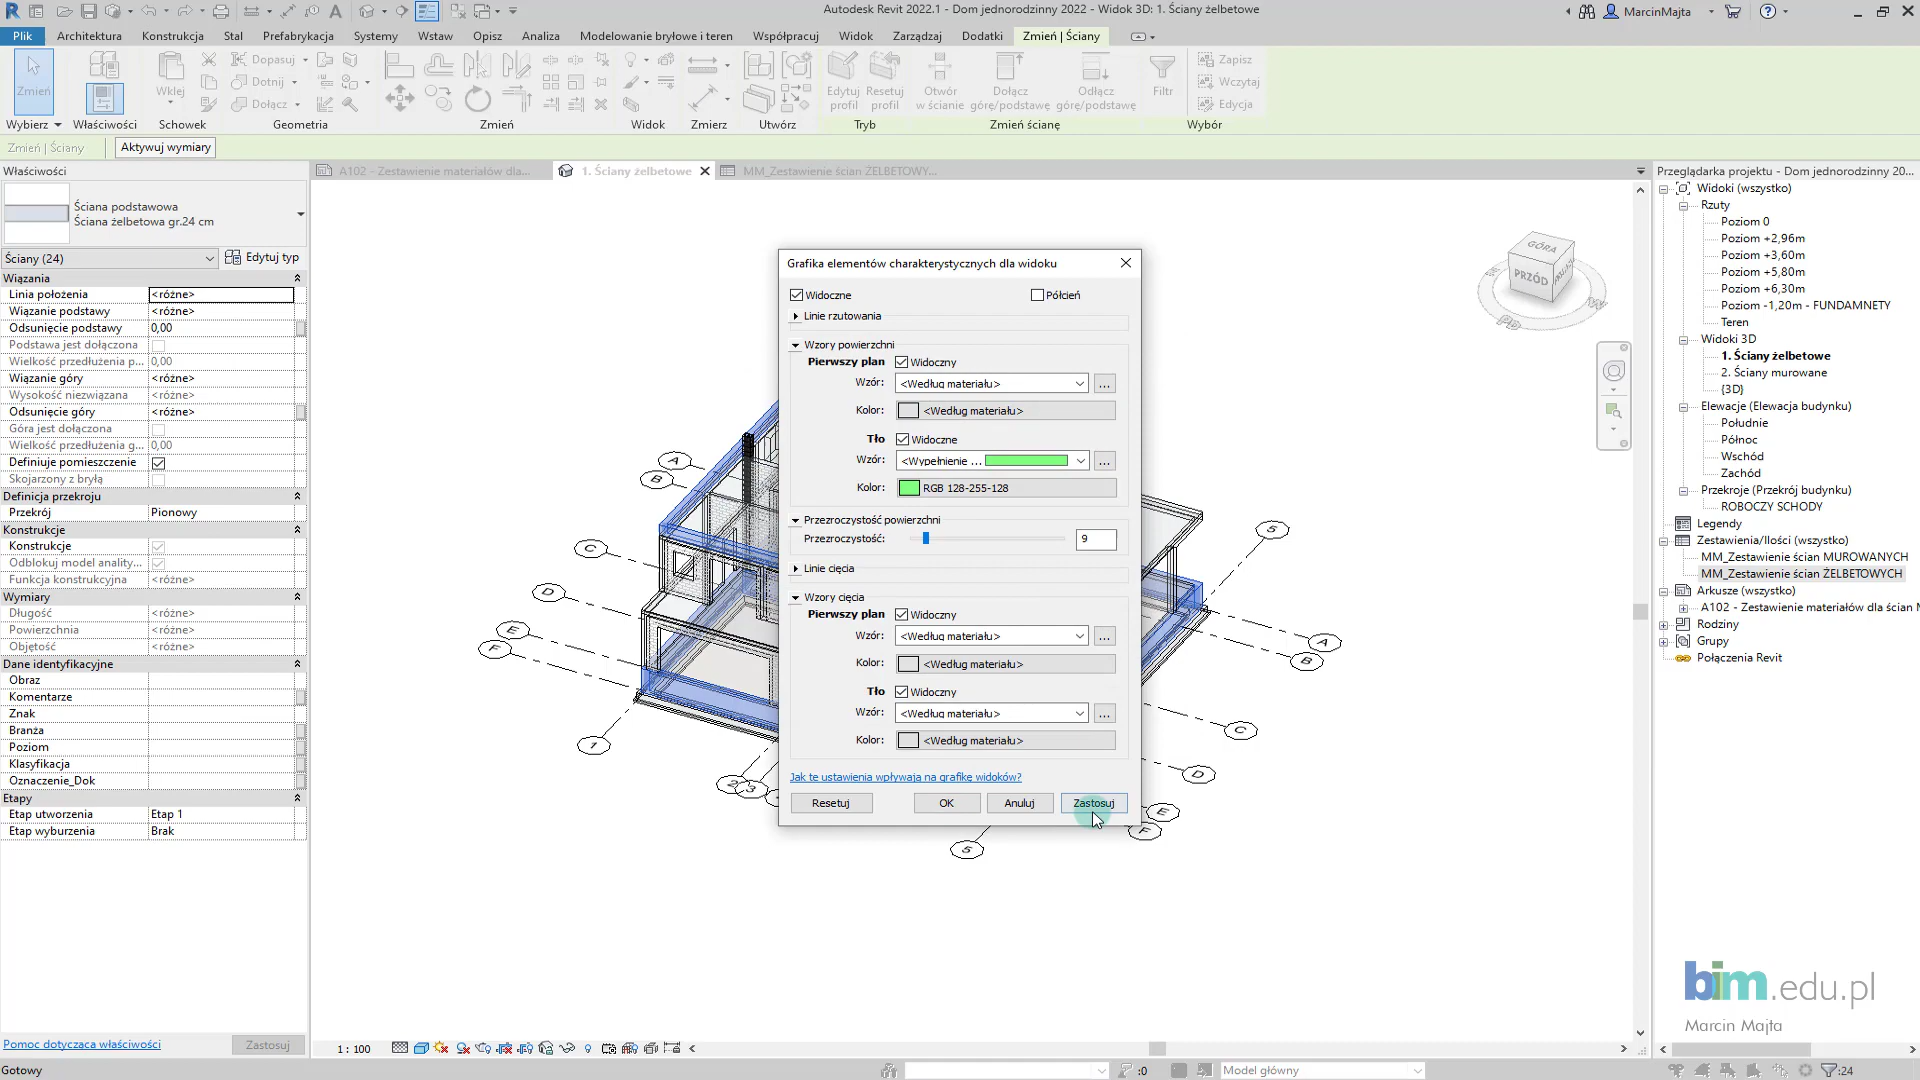 Autodesk Revit 2022.1 - Dom jednorodzinny 2022 - Widok 3D: 1. Ściany żelbetowe
MarcinMajta
Plik Architektura Konstrukcja Stal Prefabrykacja Systemy Wstaw Opisz Analiza Modelowanie bryłowe i teren Współpracuj Widok Zarządzaj Dodatki Zmień | Ściany
Zmień
Wklej
Dopasuj
Dotnij
Dołącz
Edytuj profil
Resetuj profil
Otwór w ścianie
Dołącz górę/podstawę
Odłącz górę/podstawę
Filtr
Zapisz
Wczytaj
Edycja
Wybierz Właściwości Schowek Geometria Zmień Widok Zmierz Utwórz Tryb Zmień ścianę Wybór
Zmień | Ściany Aktywuj wymiary
Właściwości
Ściana podstawowa
Ściana żelbetowa gr.24 cm
Ściany (24) Edytuj typ
Wiązania
Linia położenia <różne>
Wiązanie podstawy <różne>
Odsunięcie podstawy 0,00
Podstawa jest dołączona
Wielkość przedłużenia p... 0,00
Wiązanie góry <różne>
Wysokość niezwiązana <różne>
Odsunięcie góry <różne>
Góra jest dołączona
Wielkość przedłużenia g... 0,00
Definiuje pomieszczenie
Skojarzony z bryłą
Definicja przekroju
Przekrój Pionowy
Konstrukcje
Konstrukcje
Odblokuj model anality...
Funkcja konstrukcyjna <różne>
Wymiary
Długość <różne>
Powierzchnia <różne>
Objętość <różne>
Dane identyfikacyjne
Obraz
Komentarze
Znak
Branża
Poziom
Klasyfikacja
Oznaczenie_Dok
Etapy
Etap utworzenia Etap 1
Etap wyburzenia Brak
Pomoc dotycząca właściwości Zastosuj
Gotowy
A102 - Zestawienie materiałów dla... 1. Ściany żelbetowe MM_Zestawienie ścian ŻELBETOWY...
GÓRA
PRZÓD
A
B
C
D
E
F
1
2
3
5
5
A
B
C
D
E
F
Grafika elementów charakterystycznych dla widoku
Widoczne Półcień
Linie rzutowania
Wzory powierzchni
Pierwszy plan Widoczny
Wzór: <Według materiału> ...
Kolor: <Według materiału>
Tło Widoczne
Wzór: <Wypełnienie ... ...
Kolor: RGB 128-255-128
Przezroczystość powierzchni
Przezroczystość: 9
Linie cięcia
Wzory cięcia
Pierwszy plan Widoczny
Wzór: <Według materiału> ...
Kolor: <Według materiału>
Tło Widoczny
Wzór: <Według materiału> ...
Kolor: <Według materiału>
Jak te ustawienia wpływają na grafikę widoków?
Resetuj OK Anuluj Zastosuj
Przeglądarka projektu - Dom jednorodzinny 20...
Widoki (wszystko)
Rzuty
Poziom 0
Poziom +2,96m
Poziom +3,60m
Poziom +5,80m
Poziom +6,30m
Poziom -1,20m - FUNDAMNETY
Teren
Widoki 3D
1. Ściany żelbetowe
2. Ściany murowane
{3D}
Elewacje (Elewacja budynku)
Południe
Północ
Wschód
Zachód
Przekroje (Przekrój budynku)
ROBOCZY SCHODY
Legendy
Zestawienia/Ilości (wszystko)
MM_Zestawienie ścian MUROWANYCH
MM_Zestawienie ścian ŻELBETOWYCH
Arkusze (wszystko)
A102 - Zestawienie materiałów dla ścian M
Rodziny
Grupy
Połączenia Revit
bim.edu.pl
Marcin Majta
1 : 100
:0 Model główny :24